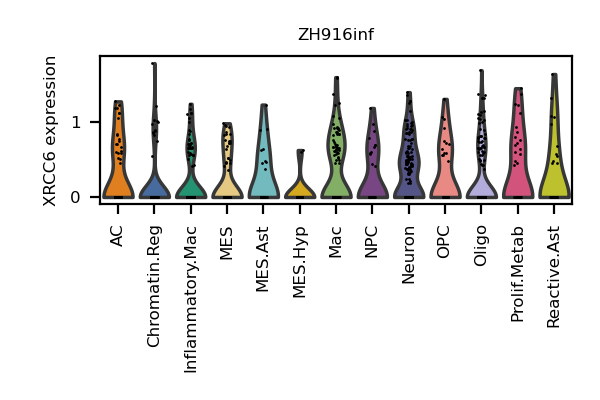 ZH916inf
XRCC6 expression
1
0
AC
Chromatin.Reg
Inflammatory.Mac
MES
MES.Ast
MES.Hyp
Mac
NPC
Neuron
OPC
Oligo
Prolif.Metab
Reactive.Ast